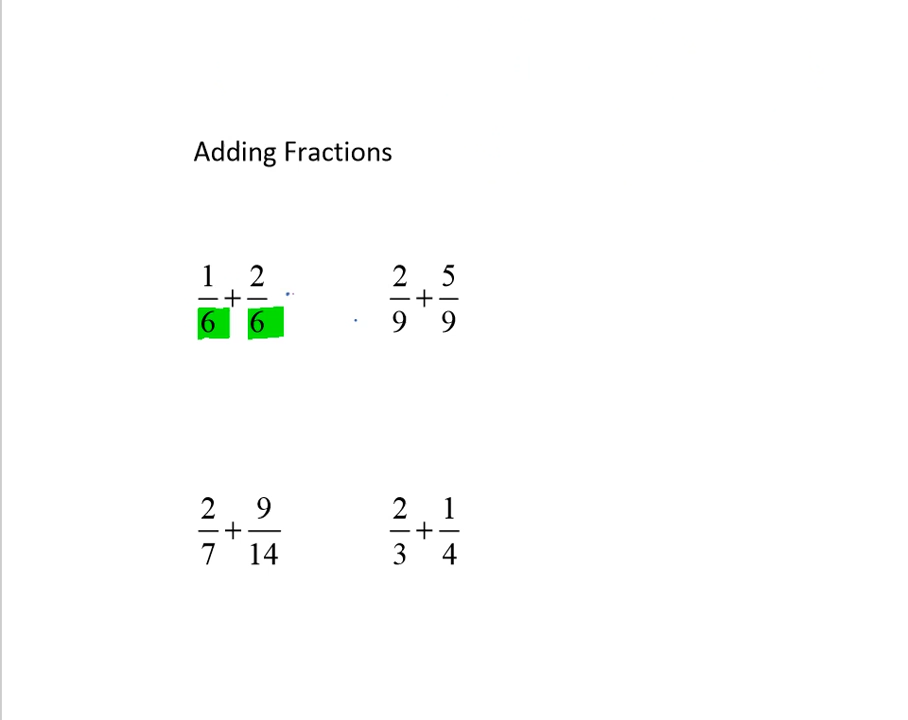 Adding Fractions
1/6 + 2/6
2/9 + 5/9
2/7 + 9/14
2/3 + 1/4